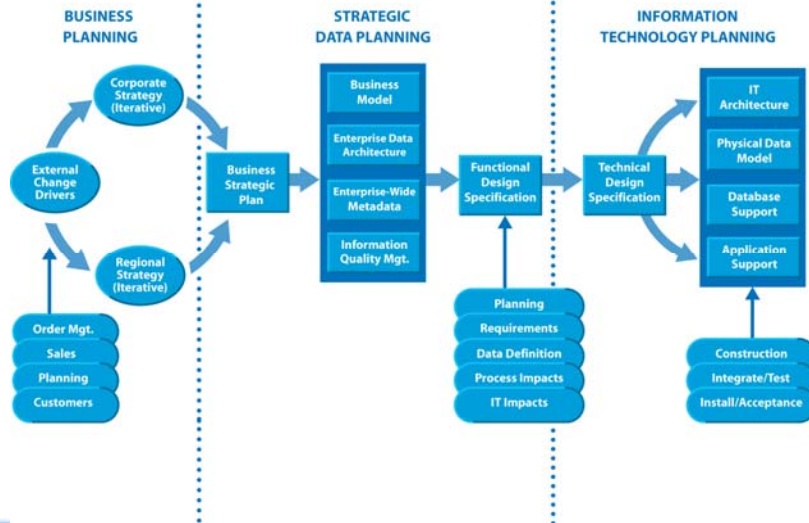 BUSINESS
PLANNING
STRATEGIC
DATA PLANNING
INFORMATION
TECHNOLOGY PLANNING
Corporate
Strategy
(Iterative)
External
Change
Drivers
Regional
Strategy
(Iterative)
Order Mgt.
Sales
Planning
Customers
Business
Strategic
Plan
Business
Model
Enterprise Data
Architecture
Enterprise-Wide
Metadata
Information
Quality Mgt.
Functional
Design
Specification
Planning
Requirements
Data Definition
Process Impacts
IT Impacts
Technical
Design
Specification
IT
Architecture
Physical Data
Model
Database
Support
Application
Support
Construction
Integrate/Test
Install/Acceptance